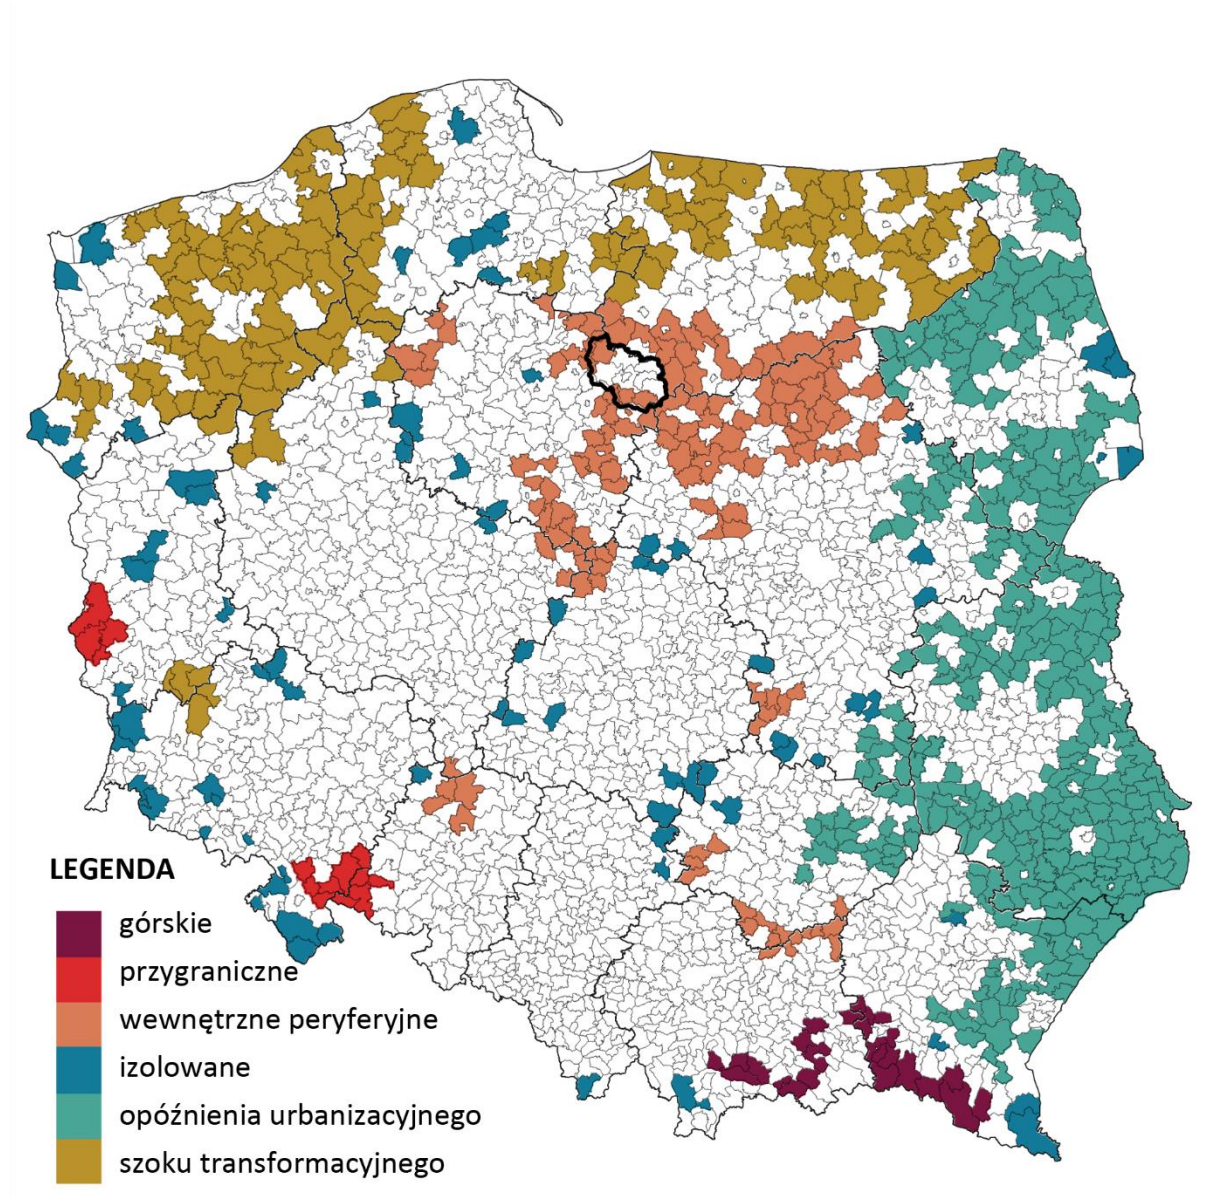 LEGENDA
górskie
przygraniczne
wewnętrzne peryferyjne
izolowane
opóźnienia urbanizacyjnego
szoku transformacyjnego